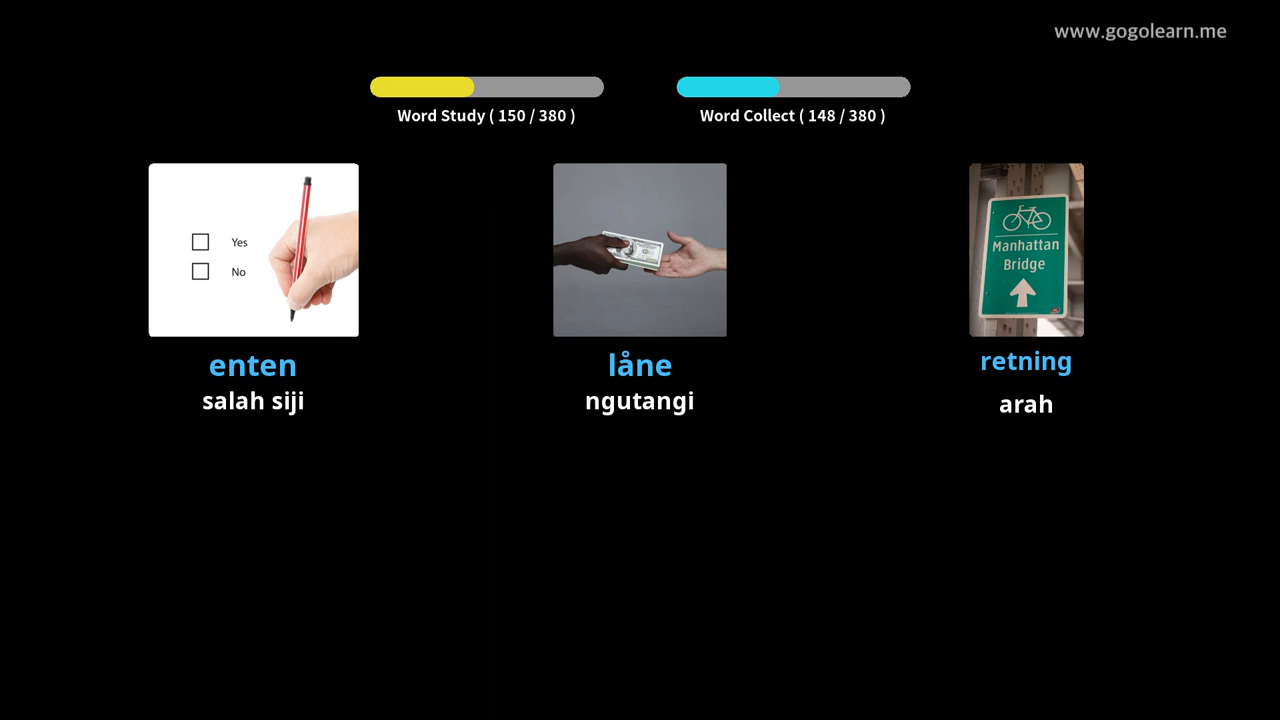 www.gogolearn.me
Word Study ( 150 / 380 )
Word Collect ( 148 / 380 )
Yes
No
Manhattan
Bridge
enten
låne
retning
salah siji
ngutangi
arah